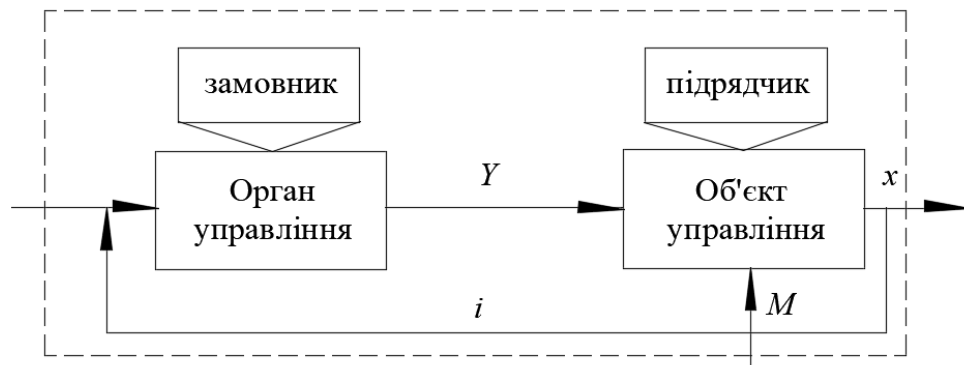 замовник
підрядчик
Орган
управління
Y
Об'єкт
управління
x
i
M